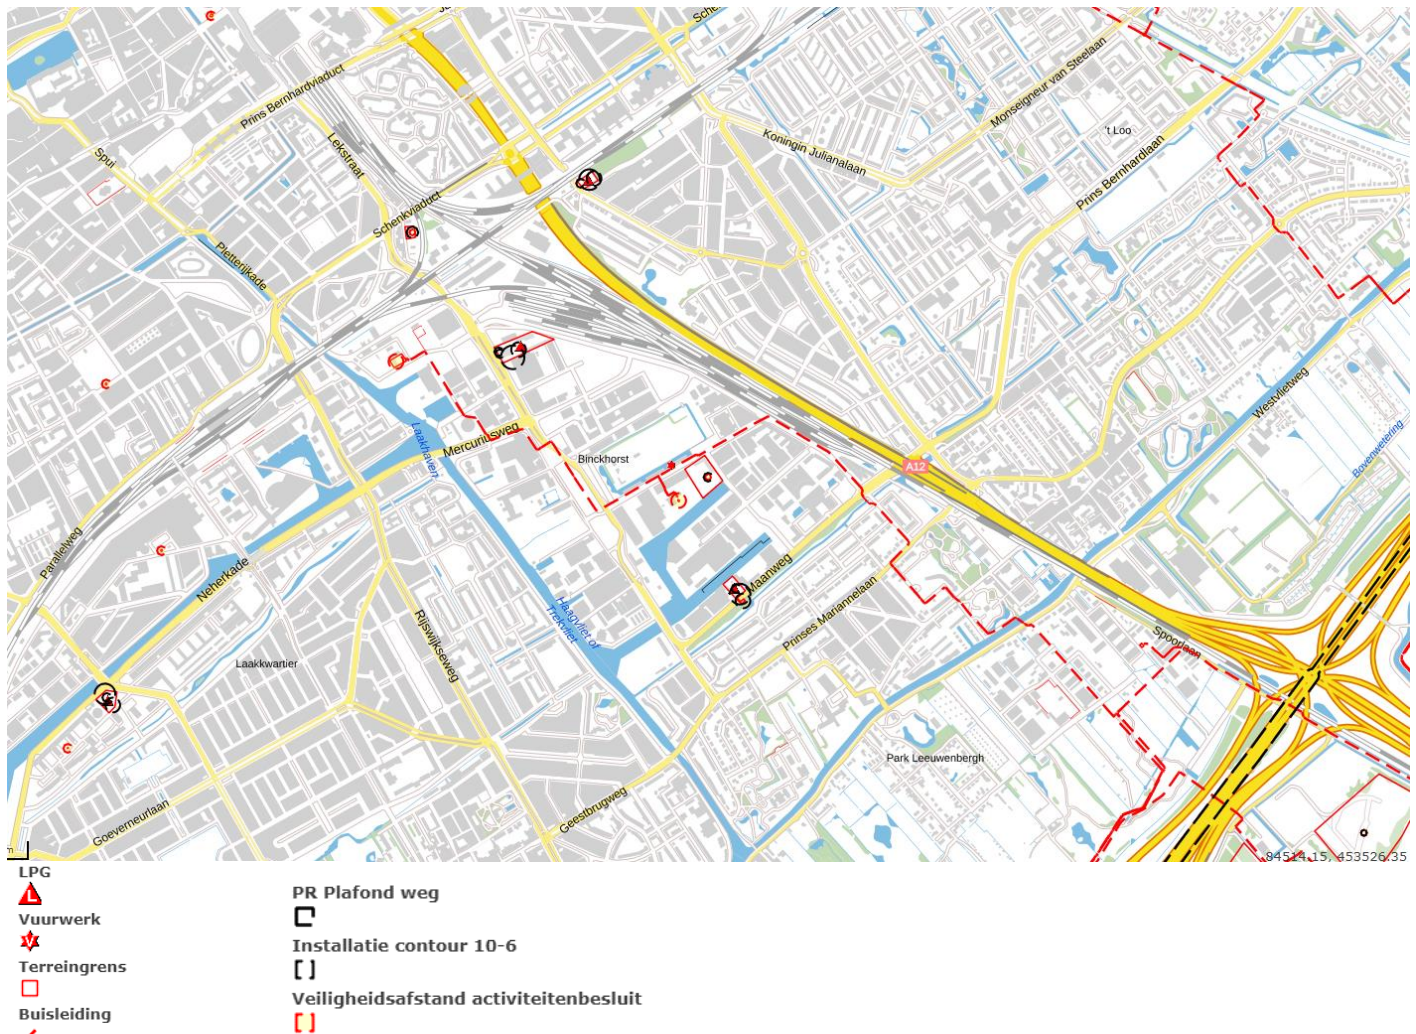 Prins Bernhardviaduct
Spui
Lekstraat
Schenkviaduct
Pletterijkade
Koningin Julianalaan
Monseigneur van Steelaan
't Loo
Prins Bernhardlaan
Westvlietweg
Bovenwetering
A12
Laakhaven
Mercuriusweg
Binckhorst
Parallelweg
Neherkade
Maanweg
Haagvliet of
Trekvliet
Prinses Mariannelaan
Rijswijkseweg
Laakkwartier
Spoorlaan
Park Leeuwenbergh
Geestbrugweg
Goeverneurlaan
84514.15, 453526.35
LPG
L
Vuurwerk
V
Terreingrens
Buisleiding
PR Plafond weg
Installatie contour 10-6
Veiligheidsafstand activiteitenbesluit